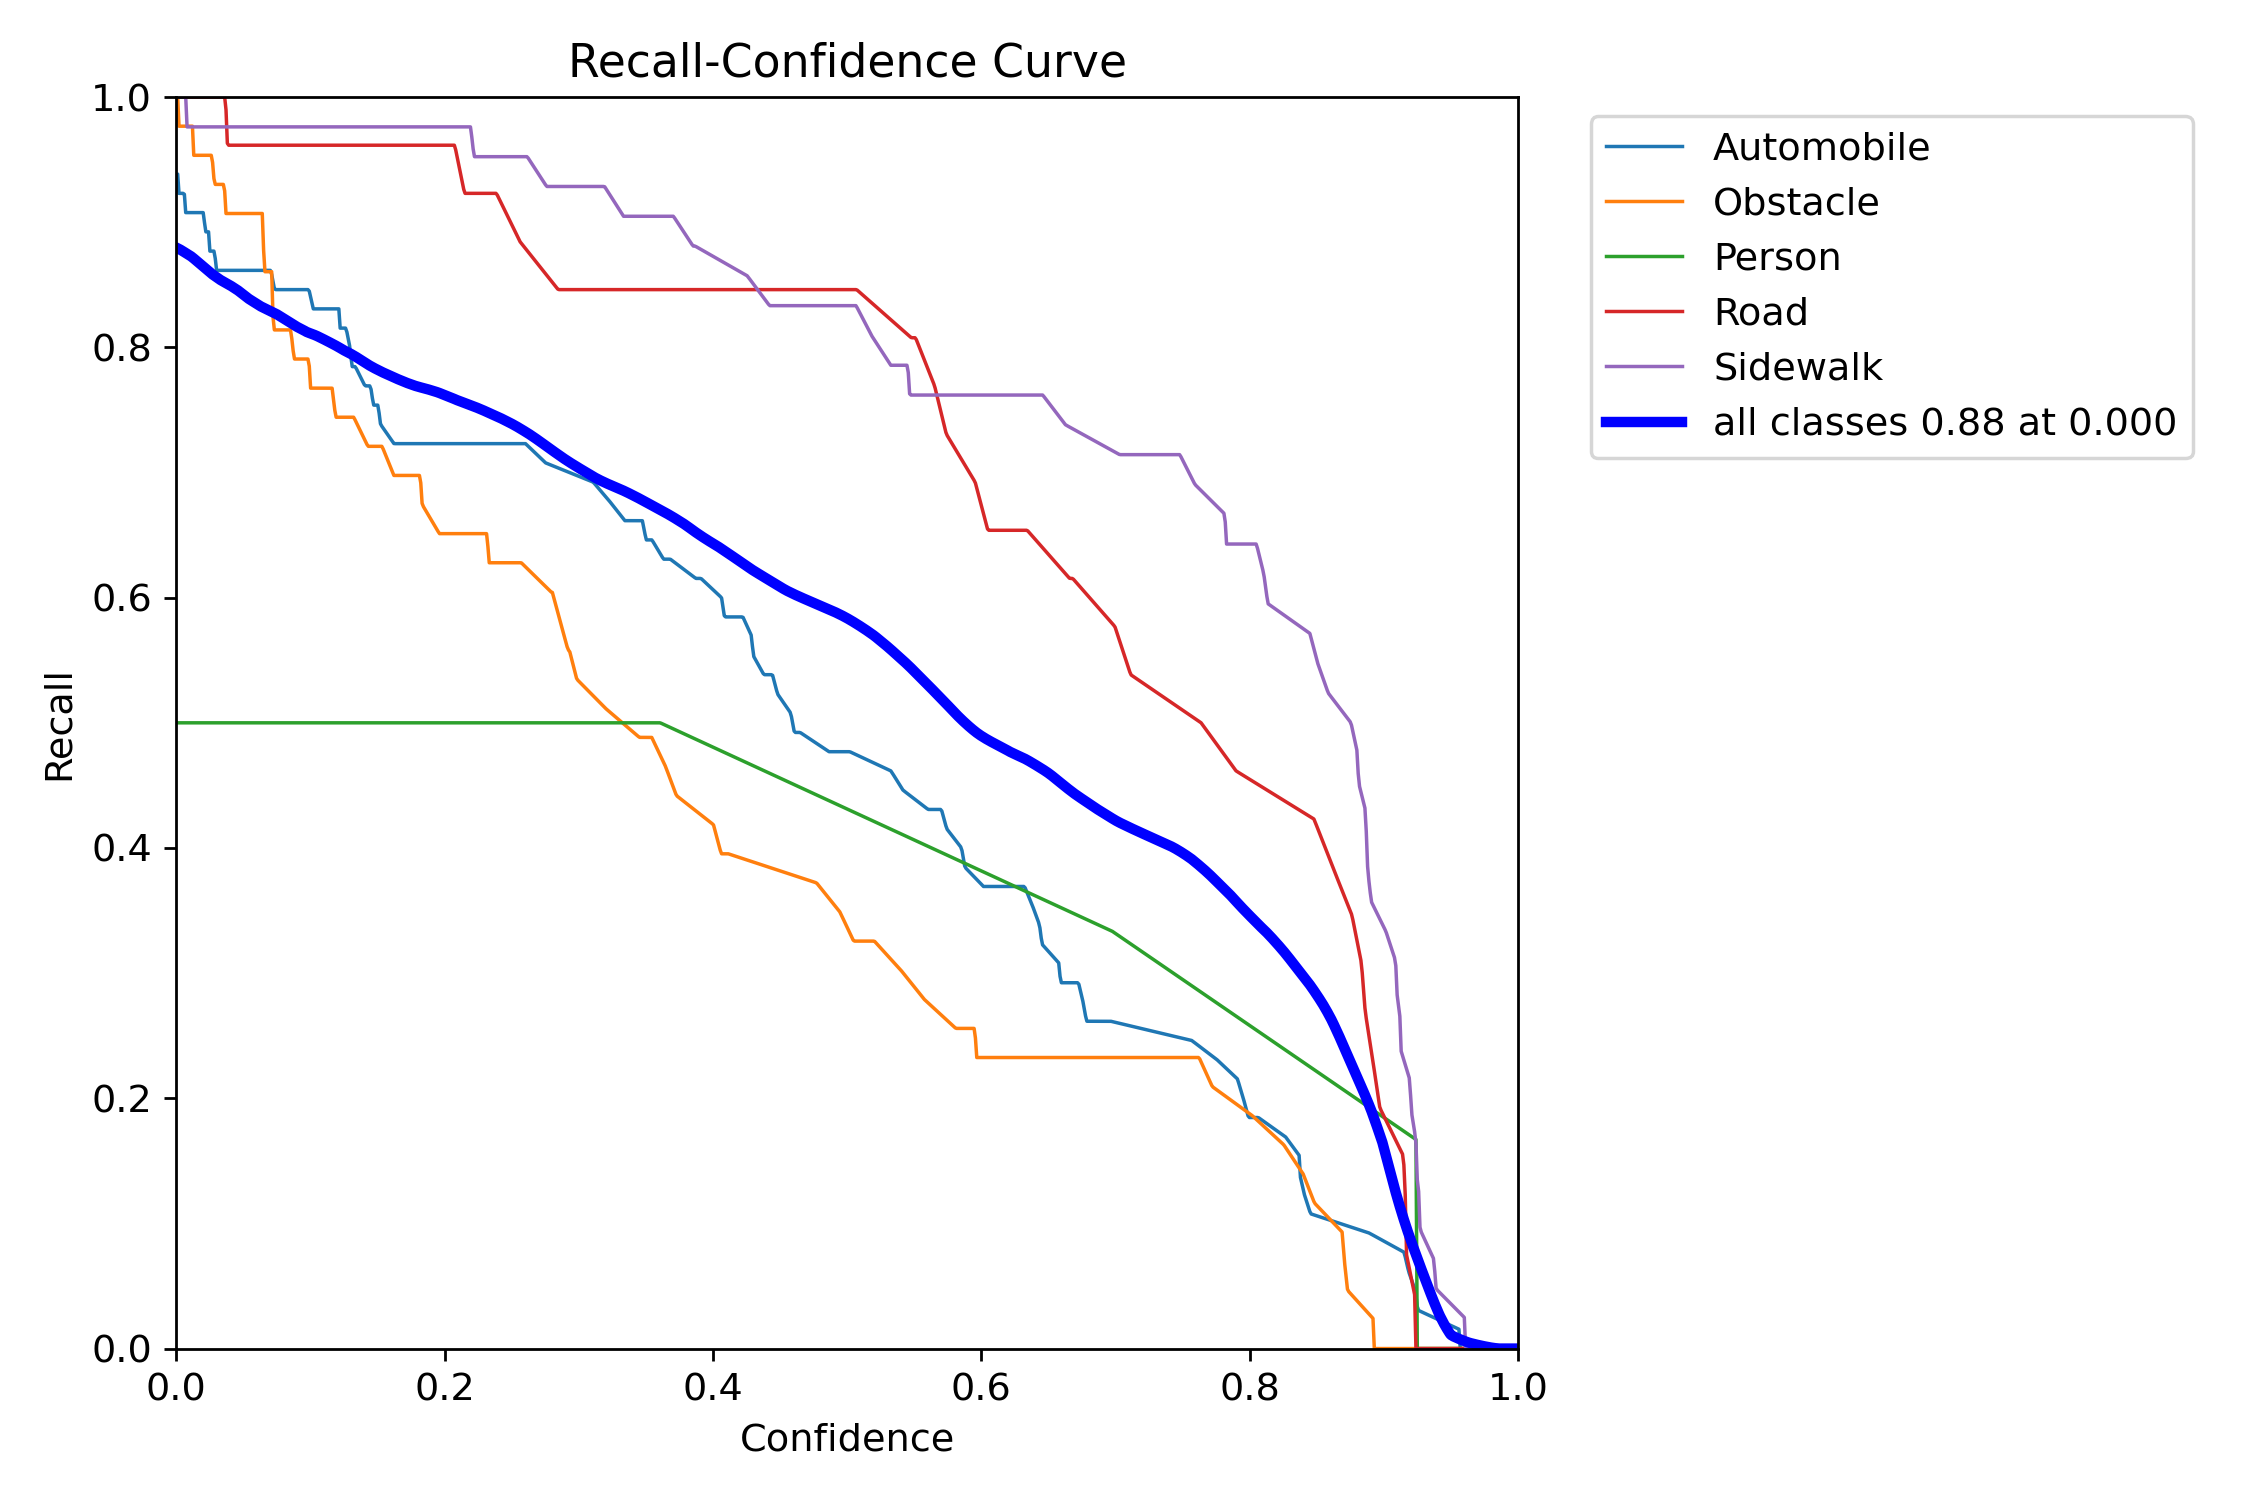 Recall-Confidence Curve
1.0
0.8
0.6
0.4
0.2
0.0
Recall
0.0 0.2 0.4 0.6 0.8 1.0
Confidence
Automobile
Obstacle
Person
Road
Sidewalk
all classes 0.88 at 0.000